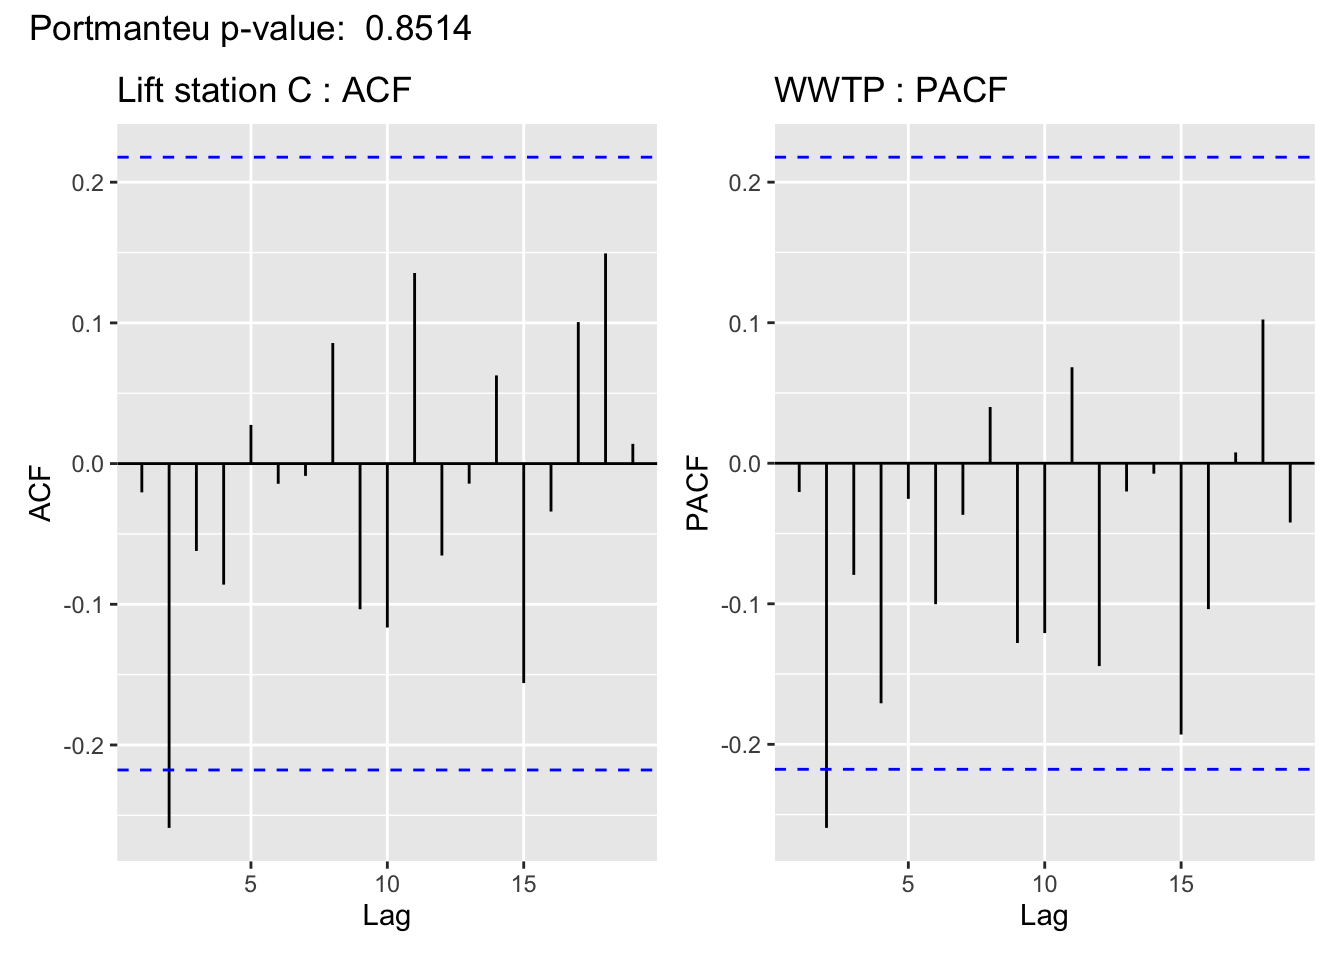 Portmanteu p-value:  0.8514
Lift station C : ACF
0.2
0.1
0.0
-0.1
-0.2
ACF
5 10 15
Lag
WWTP : PACF
0.2
0.1
0.0
-0.1
-0.2
PACF
5 10 15
Lag